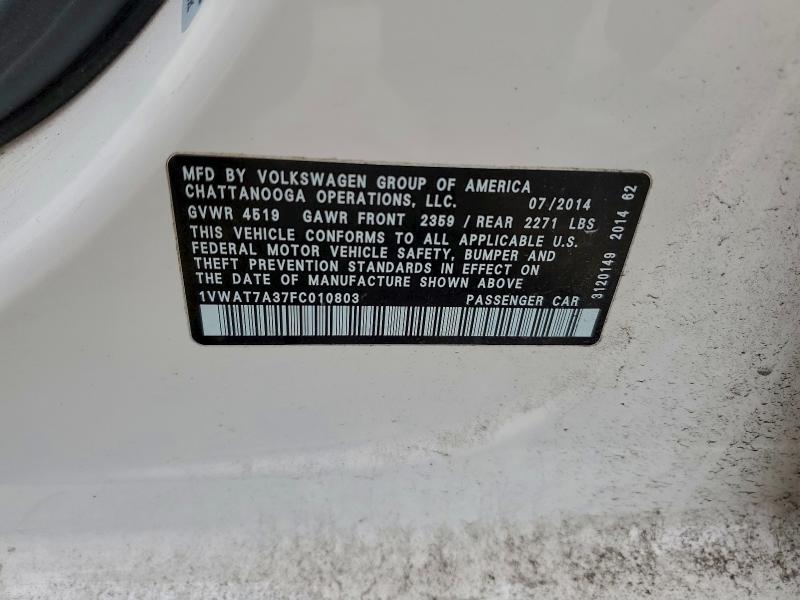 MFD BY VOLKSWAGEN GROUP OF AMERICA
CHATTANOOGA OPERATIONS, LLC. 07/2014
GVWR 4519 GAWR FRONT 2359 / REAR 2271 LBS
THIS VEHICLE CONFORMS TO ALL APPLICABLE U.S.
FEDERAL MOTOR VEHICLE SAFETY, BUMPER AND
THEFT PREVENTION STANDARDS IN EFFECT ON
THE DATE OF MANUFACTURE SHOWN ABOVE
1VWAT7A37FC010803 PASSENGER CAR
3120149 2014 62